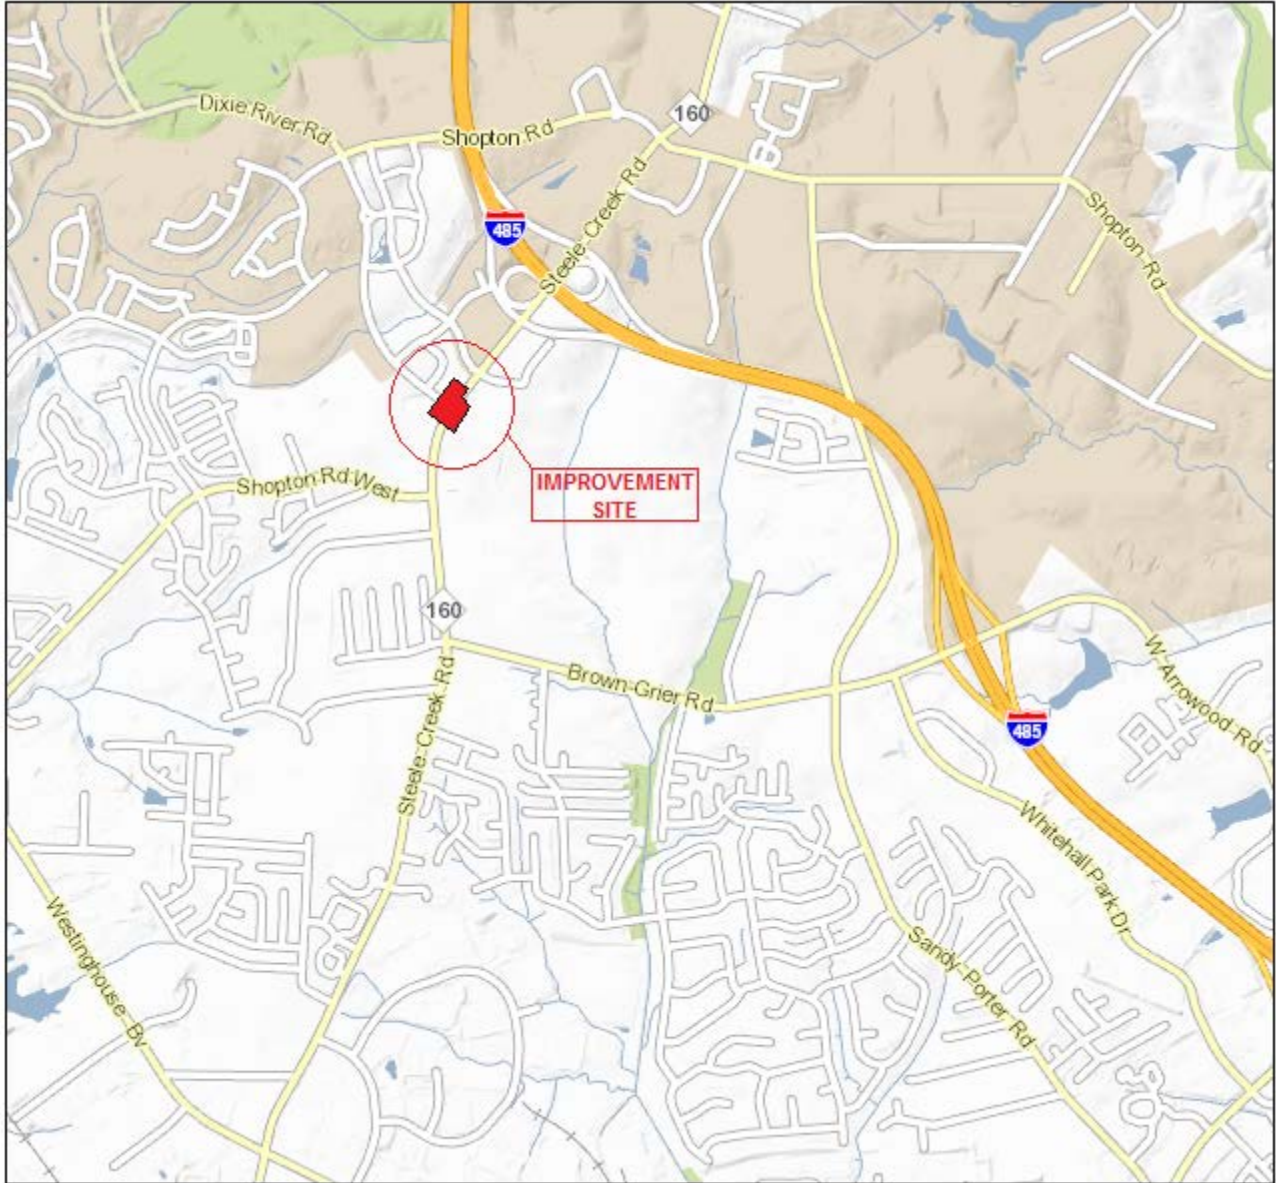 Dixie River Rd
Shopton Rd
160
Steele Creek Rd
485
Shopton Rd
IMPROVEMENT
SITE
Shopton Rd West
160
Steele Creek Rd
Brown-Grier Rd
W Arrowood Rd
485
Whitehall Park Dr
Westinghouse Bv
Sandy Porter Rd